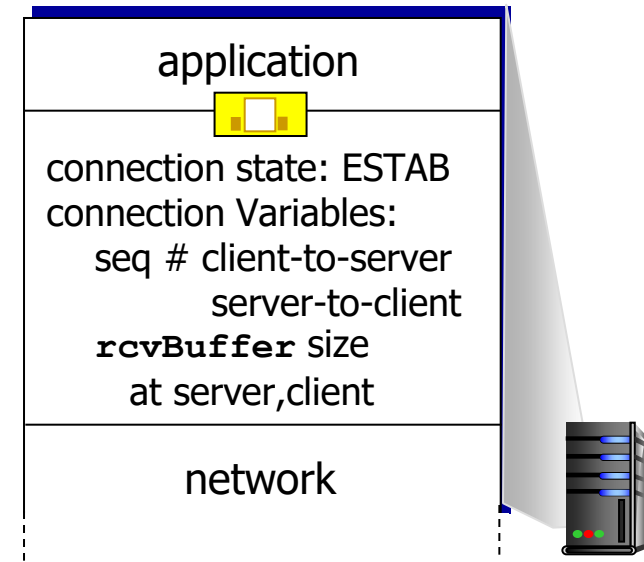 application
connection state: ESTAB
connection Variables:
seq # client-to-server
server-to-client
rcvBuffer size
at server,client
network